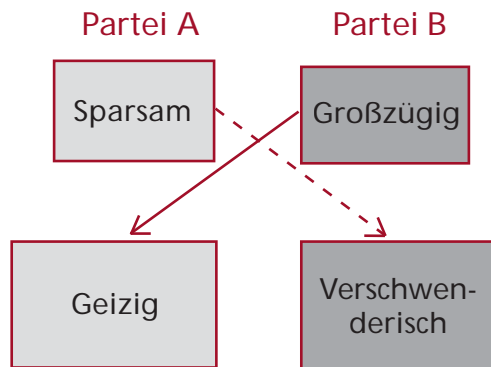 Partei A
Partei B
Sparsam
Großzügig
Geizig
Verschwen-
derisch